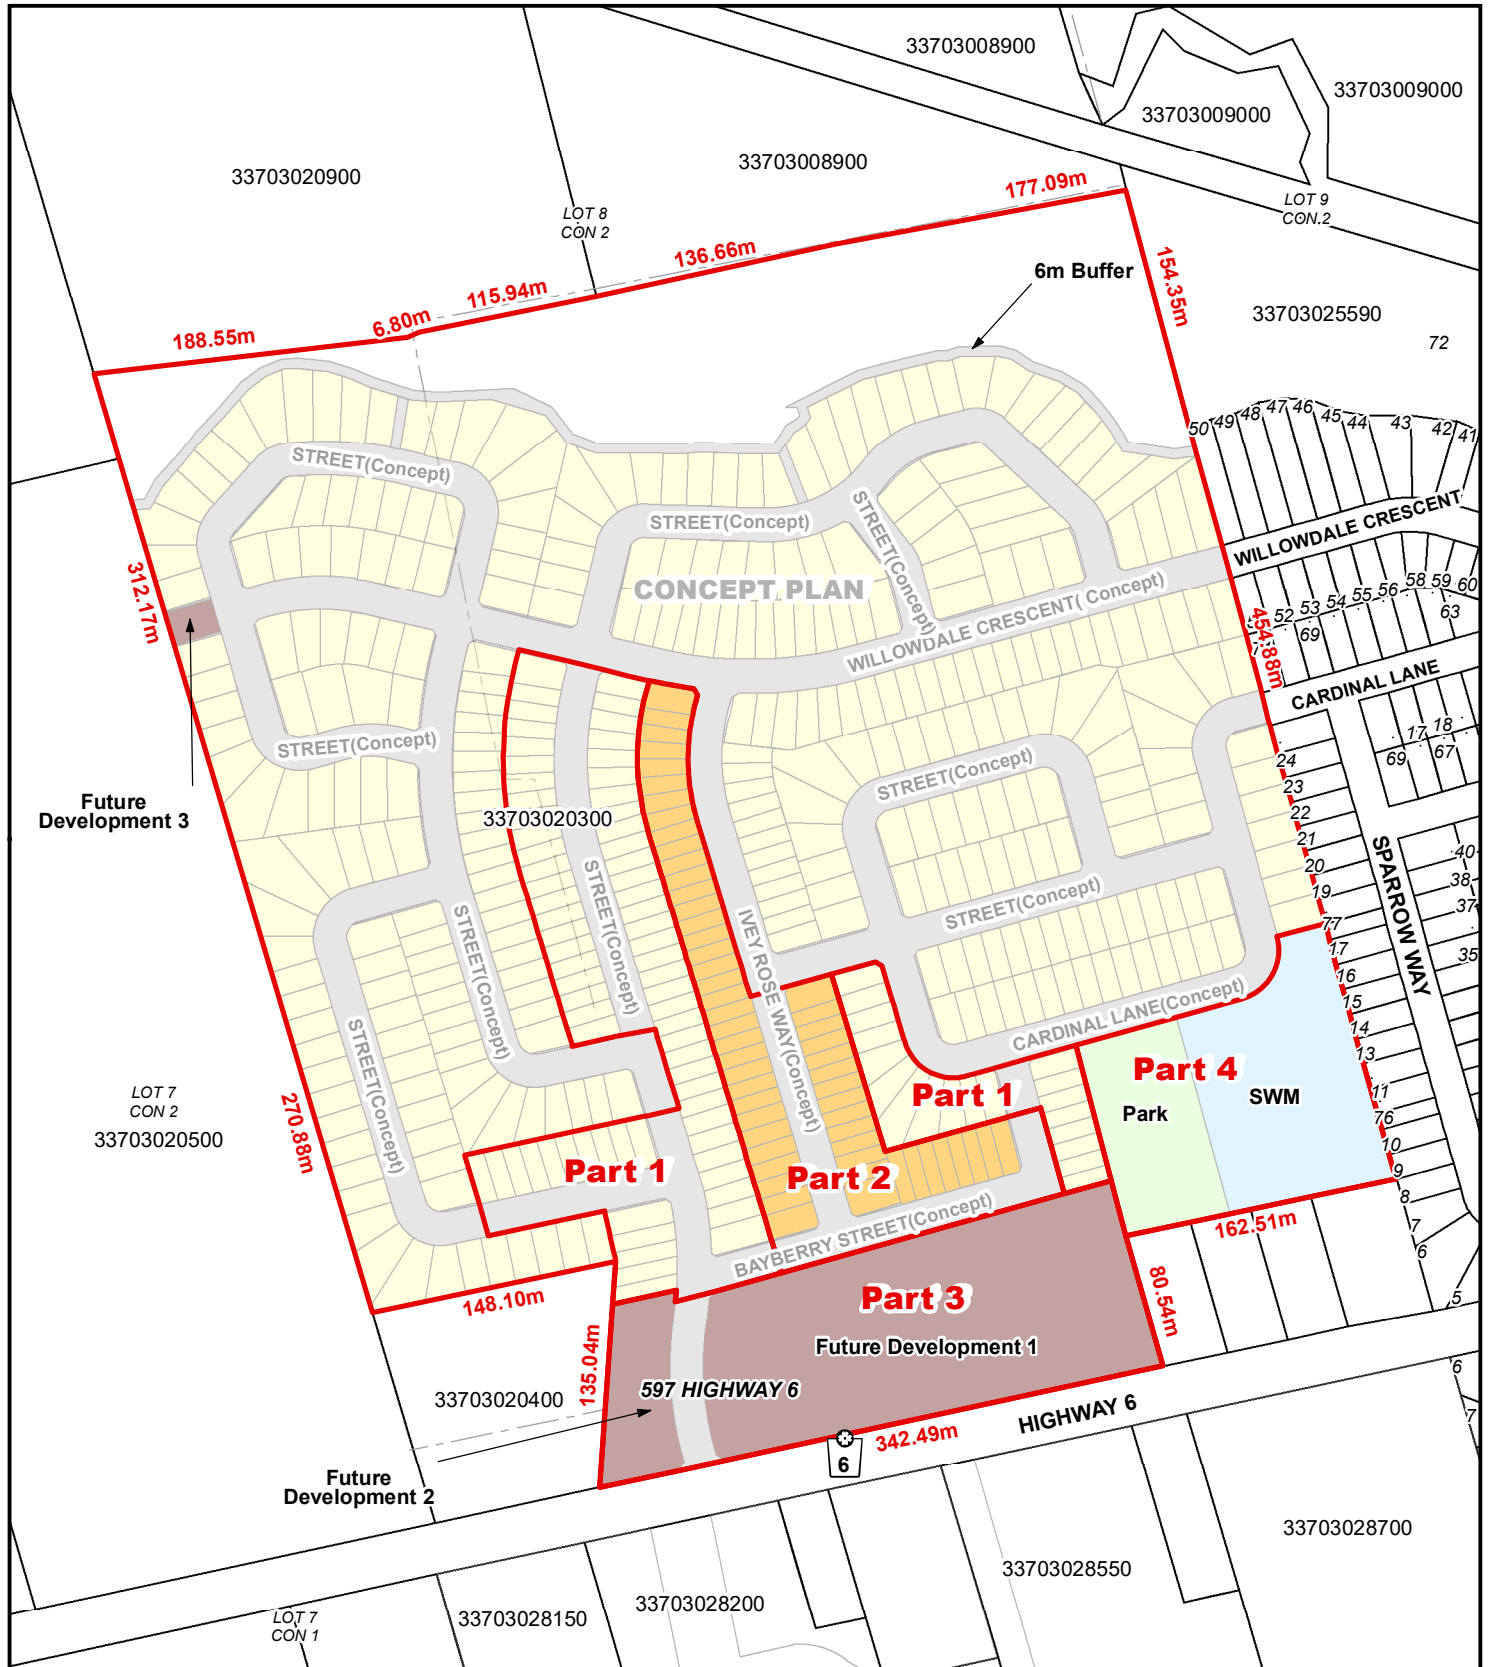 33703008900
33703009000
33703009000
33703008900
33703020900
177.09m
LOT 9
CON.2
LOT 8
CON 2
136.66m
154.35m
6m Buffer
115.94m
6.80m
188.55m
33703025590
72
50 49 48 47 46 45 44 43 42 41
STREET(Concept)
STREET(Concept)
STREET(Concept)
WILLOWDALE CRESCENT
312.17m
CONCEPT PLAN
WILLOWDALE CRESCENT( Concept)
52 53 54 55 56 58 59 60
69
63
454.88m
CARDINAL LANE
STREET(Concept)
17 18
69 67
STREET(Concept)
24
23
22
21
20
19
77
17
16
15
14
13
11
76
10
9
8
7
6
5
Future
Development 3
33703020300
SPARROW WAY
40
38
37
35
STREET(Concept)
STREET(Concept)
STREET(Concept)
IVEY ROSE WAY(Concept)
STREET(Concept)
CARDINAL LANE(Concept)
Part 4
Park
SWM
Part 1
LOT 7
CON 2
33703020500
270.88m
Part 1
Part 2
BAYBERRY STREET(Concept)
162.51m
148.10m
Part 3
80.54m
135.04m
Future Development 1
597 HIGHWAY 6
33703020400
HIGHWAY 6
342.49m
6
6
7
Future
Development 2
33703028700
33703028550
33703028200
33703028150
LOT 7
CON 1